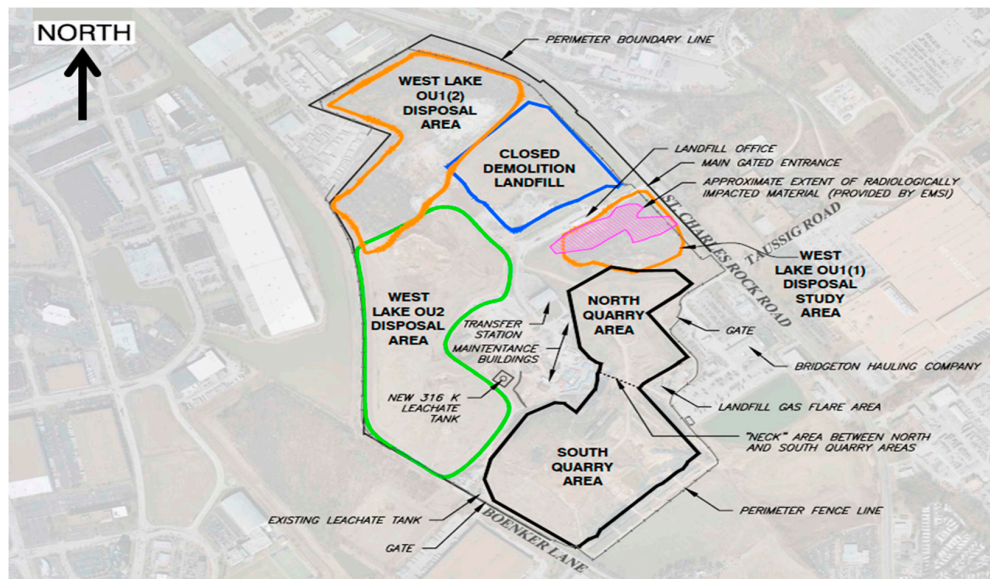 NORTH
PERIMETER BOUNDARY LINE
WEST LAKE
OU1(2)
DISPOSAL
AREA
CLOSED
DEMOLITION
LANDFILL
LANDFILL OFFICE
MAIN GATED ENTRANCE
APPROXIMATE EXTENT OF RADIOLOGICALLY
IMPACTED MATERIAL (PROVIDED BY EMSI)
ST. CHARLES ROCK ROAD
TAUSSIG ROAD
WEST
LAKE OU1(1)
DISPOSAL
STUDY
AREA
WEST
LAKE OU2
DISPOSAL
AREA
NORTH
QUARRY
AREA
TRANSFER
STATION
MAINTENTANCE
BUILDINGS
GATE
BRIDGETON HAULING COMPANY
NEW 316 K
LEACHATE
TANK
LANDFILL GAS FLARE AREA
"NECK" AREA BETWEEN NORTH
AND SOUTH QUARRY AREAS
SOUTH
QUARRY
AREA
EXISTING LEACHATE TANK
GATE
BOENKER LANE
PERIMETER FENCE LINE